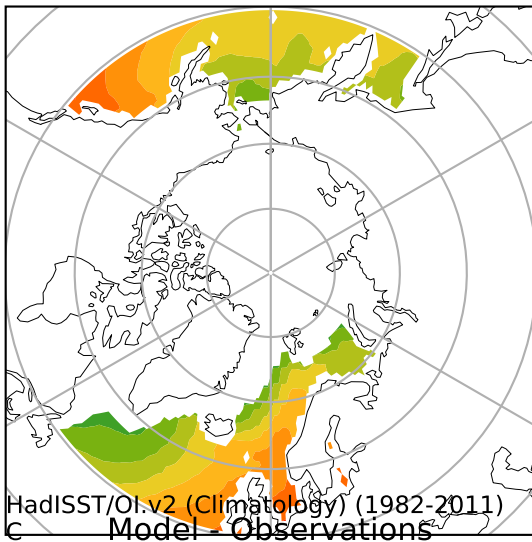 HadISST/OI.v2 (Climatology) (1982-2011)
C Model - Observations